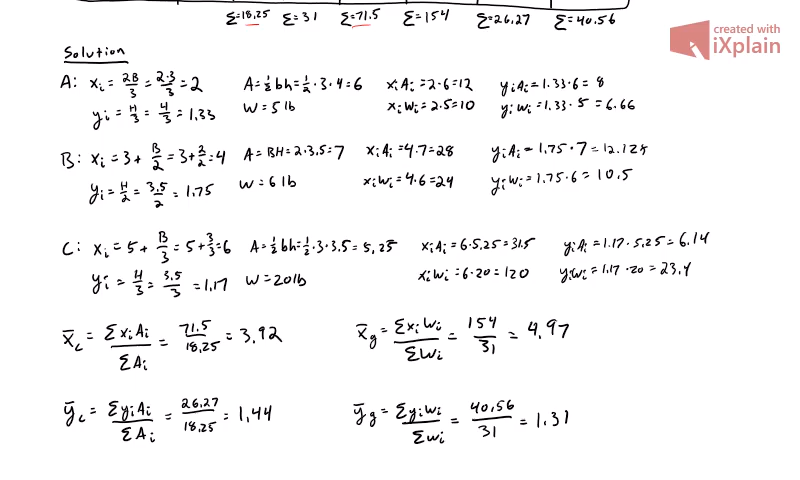 Σ=18.25 Σ=31 Σ=71.5 Σ=154 Σ=26.27 Σ=40.56
created with
iXplain
Solution
A: xᵢ = 2B/3 = 2·3/3 = 2 A = ½bh = ½·3·4 = 6 xᵢAᵢ = 2·6 = 12 yᵢAᵢ = 1.33·6 = 8
yᵢ = H/3 = 4/3 = 1.33 W = 5 lb xᵢWᵢ = 2·5 = 10 yᵢWᵢ = 1.33·5 = 6.66
B: xᵢ = 3 + B/2 = 3 + 2/2 = 4 A = BH = 2·3.5 = 7 xᵢAᵢ = 4·7 = 28 yᵢAᵢ = 1.75·7 = 12.125
yᵢ = H/2 = 3.5/2 = 1.75 W = 6 lb xᵢWᵢ = 4·6 = 24 yᵢWᵢ = 1.75·6 = 10.5
C: xᵢ = 5 + B/3 = 5 + 3/3 = 6 A = ½bh = ½·3·3.5 = 5.25 xᵢAᵢ = 6·5.25 = 31.5 yᵢAᵢ = 1.17·5.25 = 6.14
yᵢ = H/3 = 3.5/3 = 1.17 W = 20 lb xᵢWᵢ = 6·20 = 120 yᵢWᵢ = 1.17·20 = 23.4
x̄c = ΣxᵢAᵢ/ΣAᵢ = 71.5/18.25 = 3.92 x̄g = ΣxᵢWᵢ/ΣWᵢ = 154/31 = 4.97
ȳc = ΣyᵢAᵢ/ΣAᵢ = 26.27/18.25 = 1.44 ȳg = ΣyᵢWᵢ/ΣWᵢ = 40.56/31 = 1.31